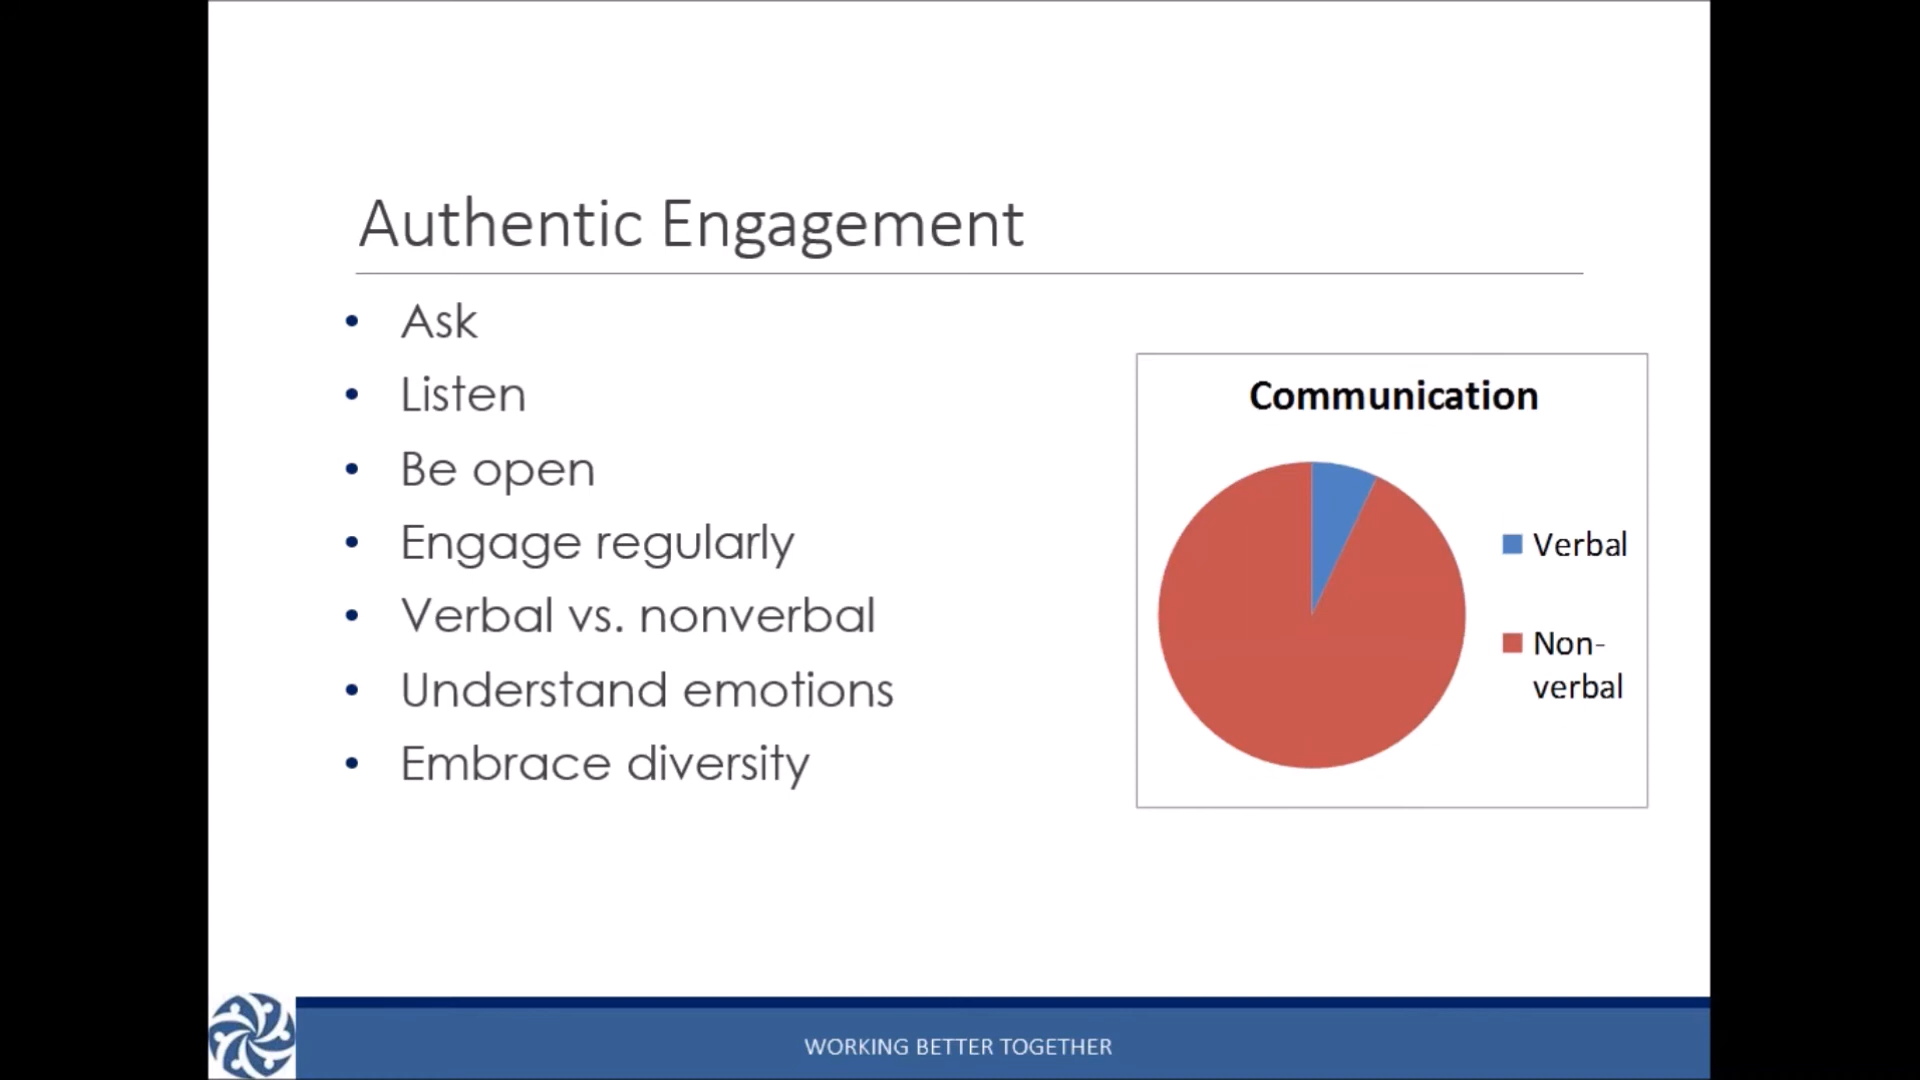 Authentic Engagement
• Ask
• Listen
• Be open
• Engage regularly
• Verbal vs. nonverbal
• Understand emotions
• Embrace diversity
Communication
Verbal
Non-
verbal
WORKING BETTER TOGETHER